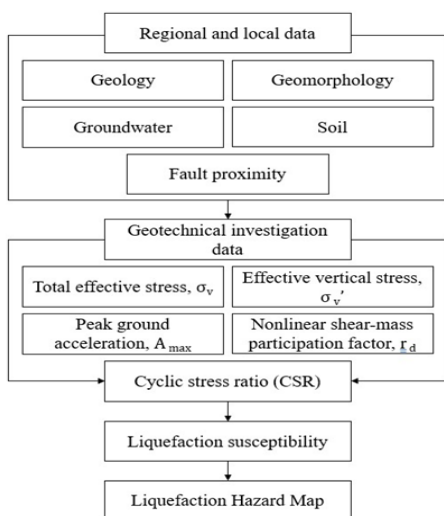 Regional and local data
Geology
Geomorphology
Groundwater
Soil
Fault proximity
Geotechnical investigation
data
Total effective stress, σv
Effective vertical stress,
σv’
Peak ground
acceleration, Amax
Nonlinear shear-mass
participation factor, rd
Cyclic stress ratio (CSR)
Liquefaction susceptibility
Liquefaction Hazard Map